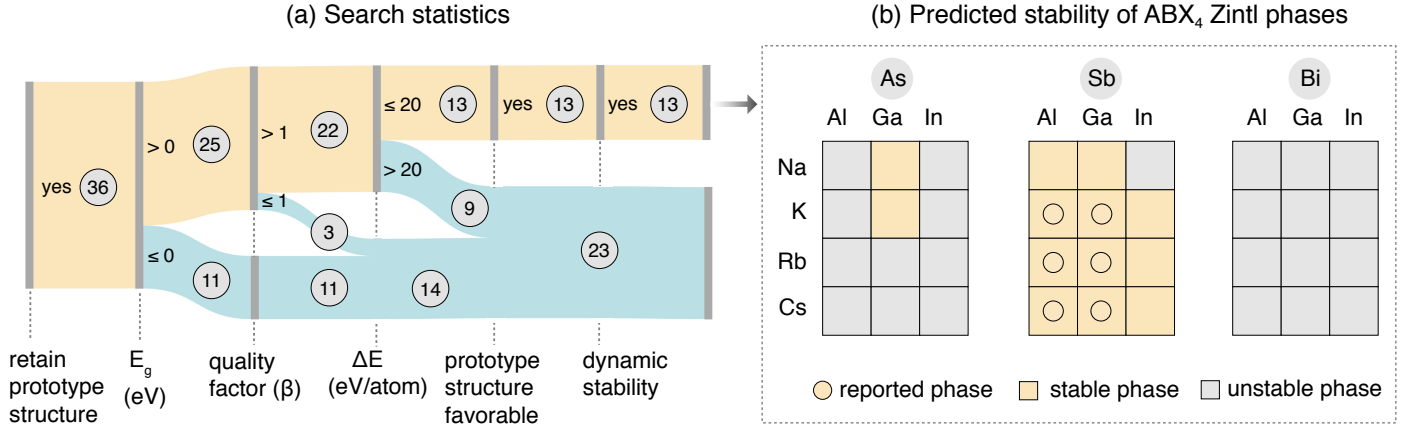 (a) Search statistics
yes
36
> 0
25
≤ 0
11
> 1
22
≤ 1
3
11
≤ 20
13
> 20
9
14
yes
13
yes
13
23
retain
prototype
structure
E_g
(eV)
quality
factor (β)
ΔE
(eV/atom)
prototype
structure
favorable
dynamic
stability
(b) Predicted stability of ABX₄ Zintl phases
As
Sb
Bi
Al Ga In
Al Ga In
Al Ga In
Na
K
Rb
Cs
reported phase
stable phase
unstable phase